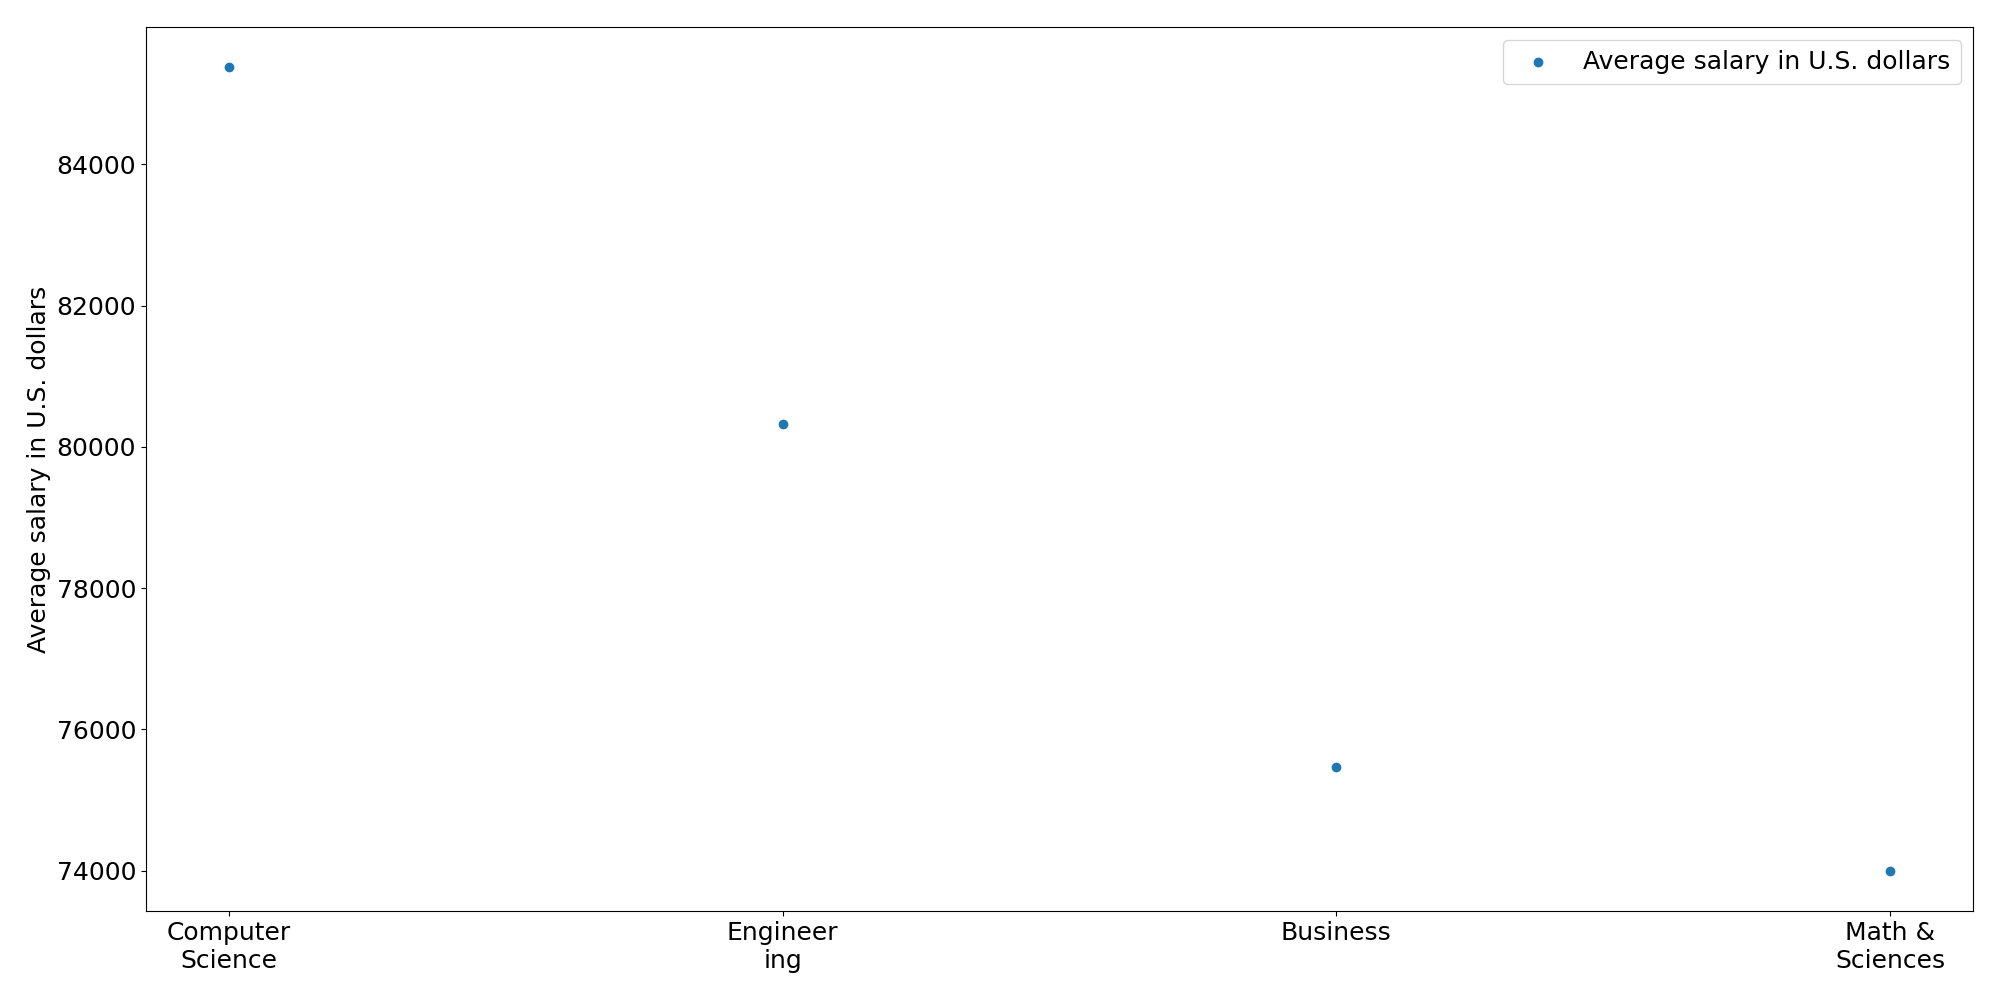 Average salary in U.S. dollars
84000
82000
80000
78000
76000
74000
Average salary in U.S. dollars
Computer
Science
Engineer
ing
Business
Math &
Sciences